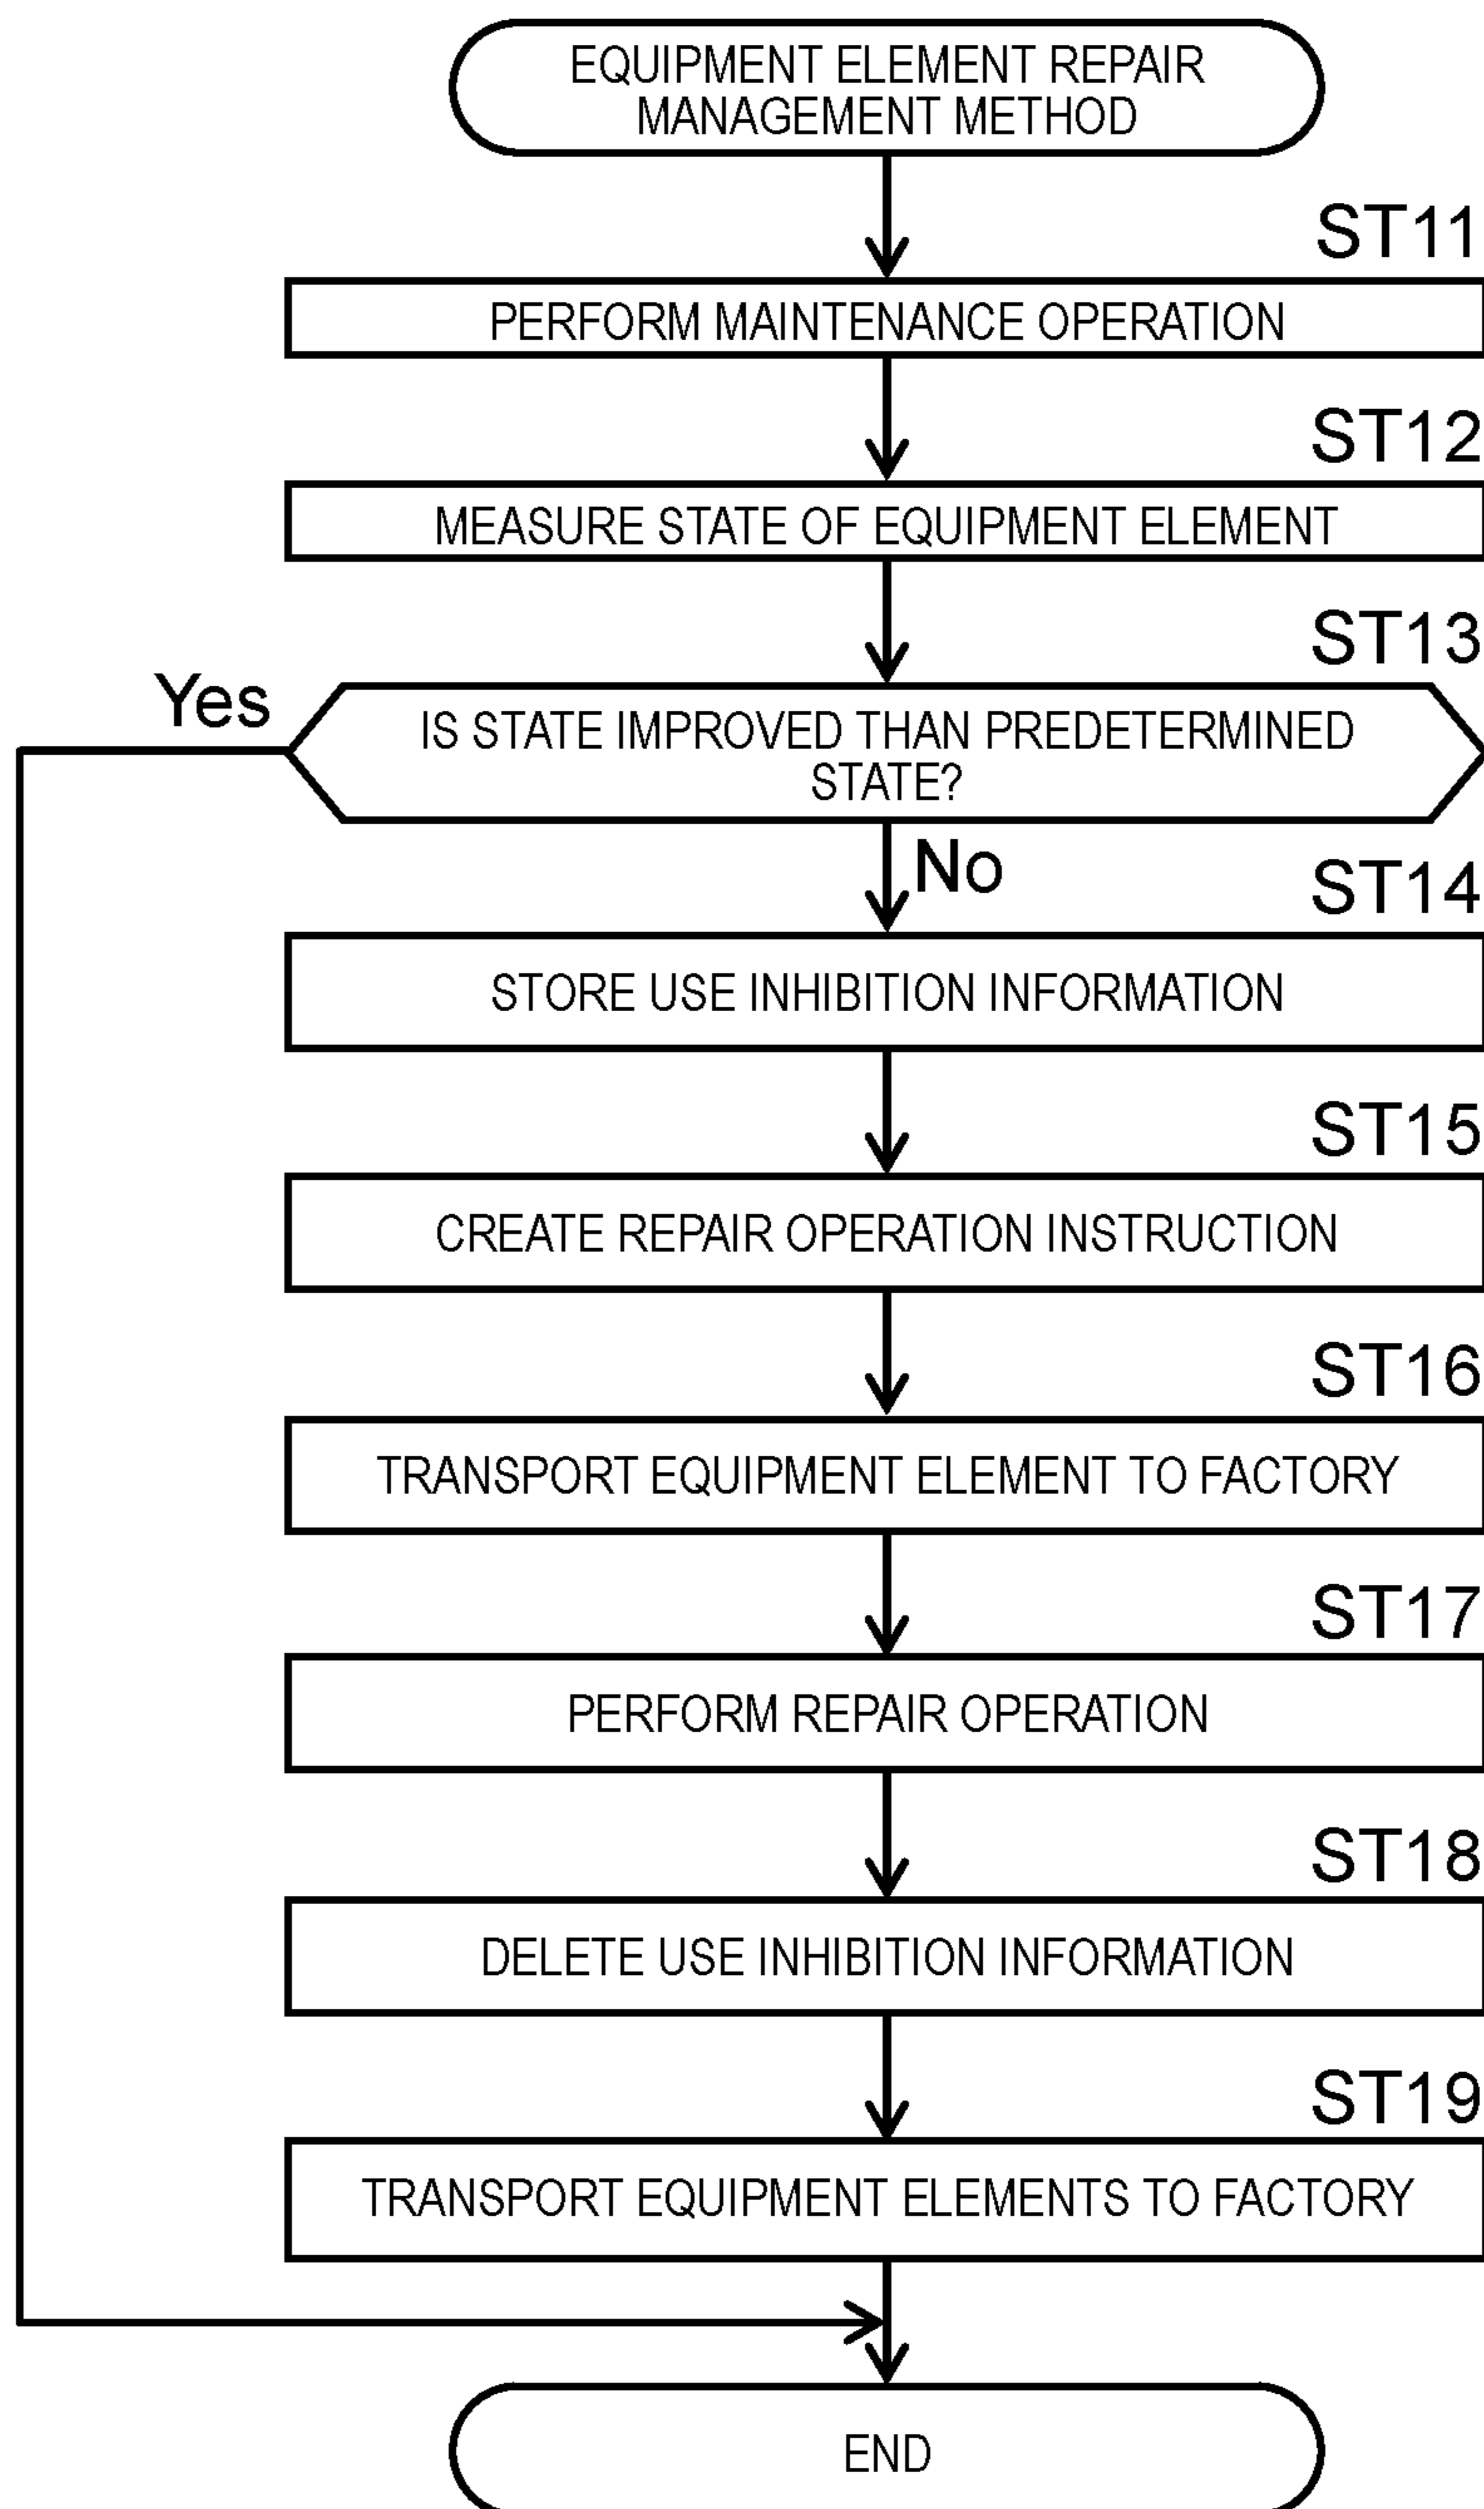 EQUIPMENT ELEMENT REPAIR
MANAGEMENT METHOD
ST11
PERFORM MAINTENANCE OPERATION
ST12
MEASURE STATE OF EQUIPMENT ELEMENT
ST13
Yes
IS STATE IMPROVED THAN PREDETERMINED
STATE?
No
ST14
STORE USE INHIBITION INFORMATION
ST15
CREATE REPAIR OPERATION INSTRUCTION
ST16
TRANSPORT EQUIPMENT ELEMENT TO FACTORY
ST17
PERFORM REPAIR OPERATION
ST18
DELETE USE INHIBITION INFORMATION
ST19
TRANSPORT EQUIPMENT ELEMENTS TO FACTORY
END